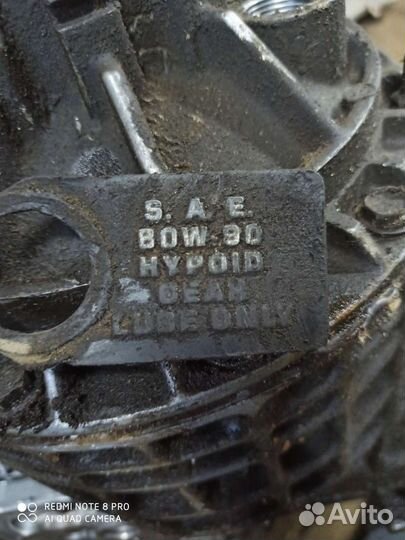 S. A. E.
80W-90
HYPOID
GEAR
LUBE ONLY
REDMI NOTE 8 PRO
AI QUAD CAMERA
Avito